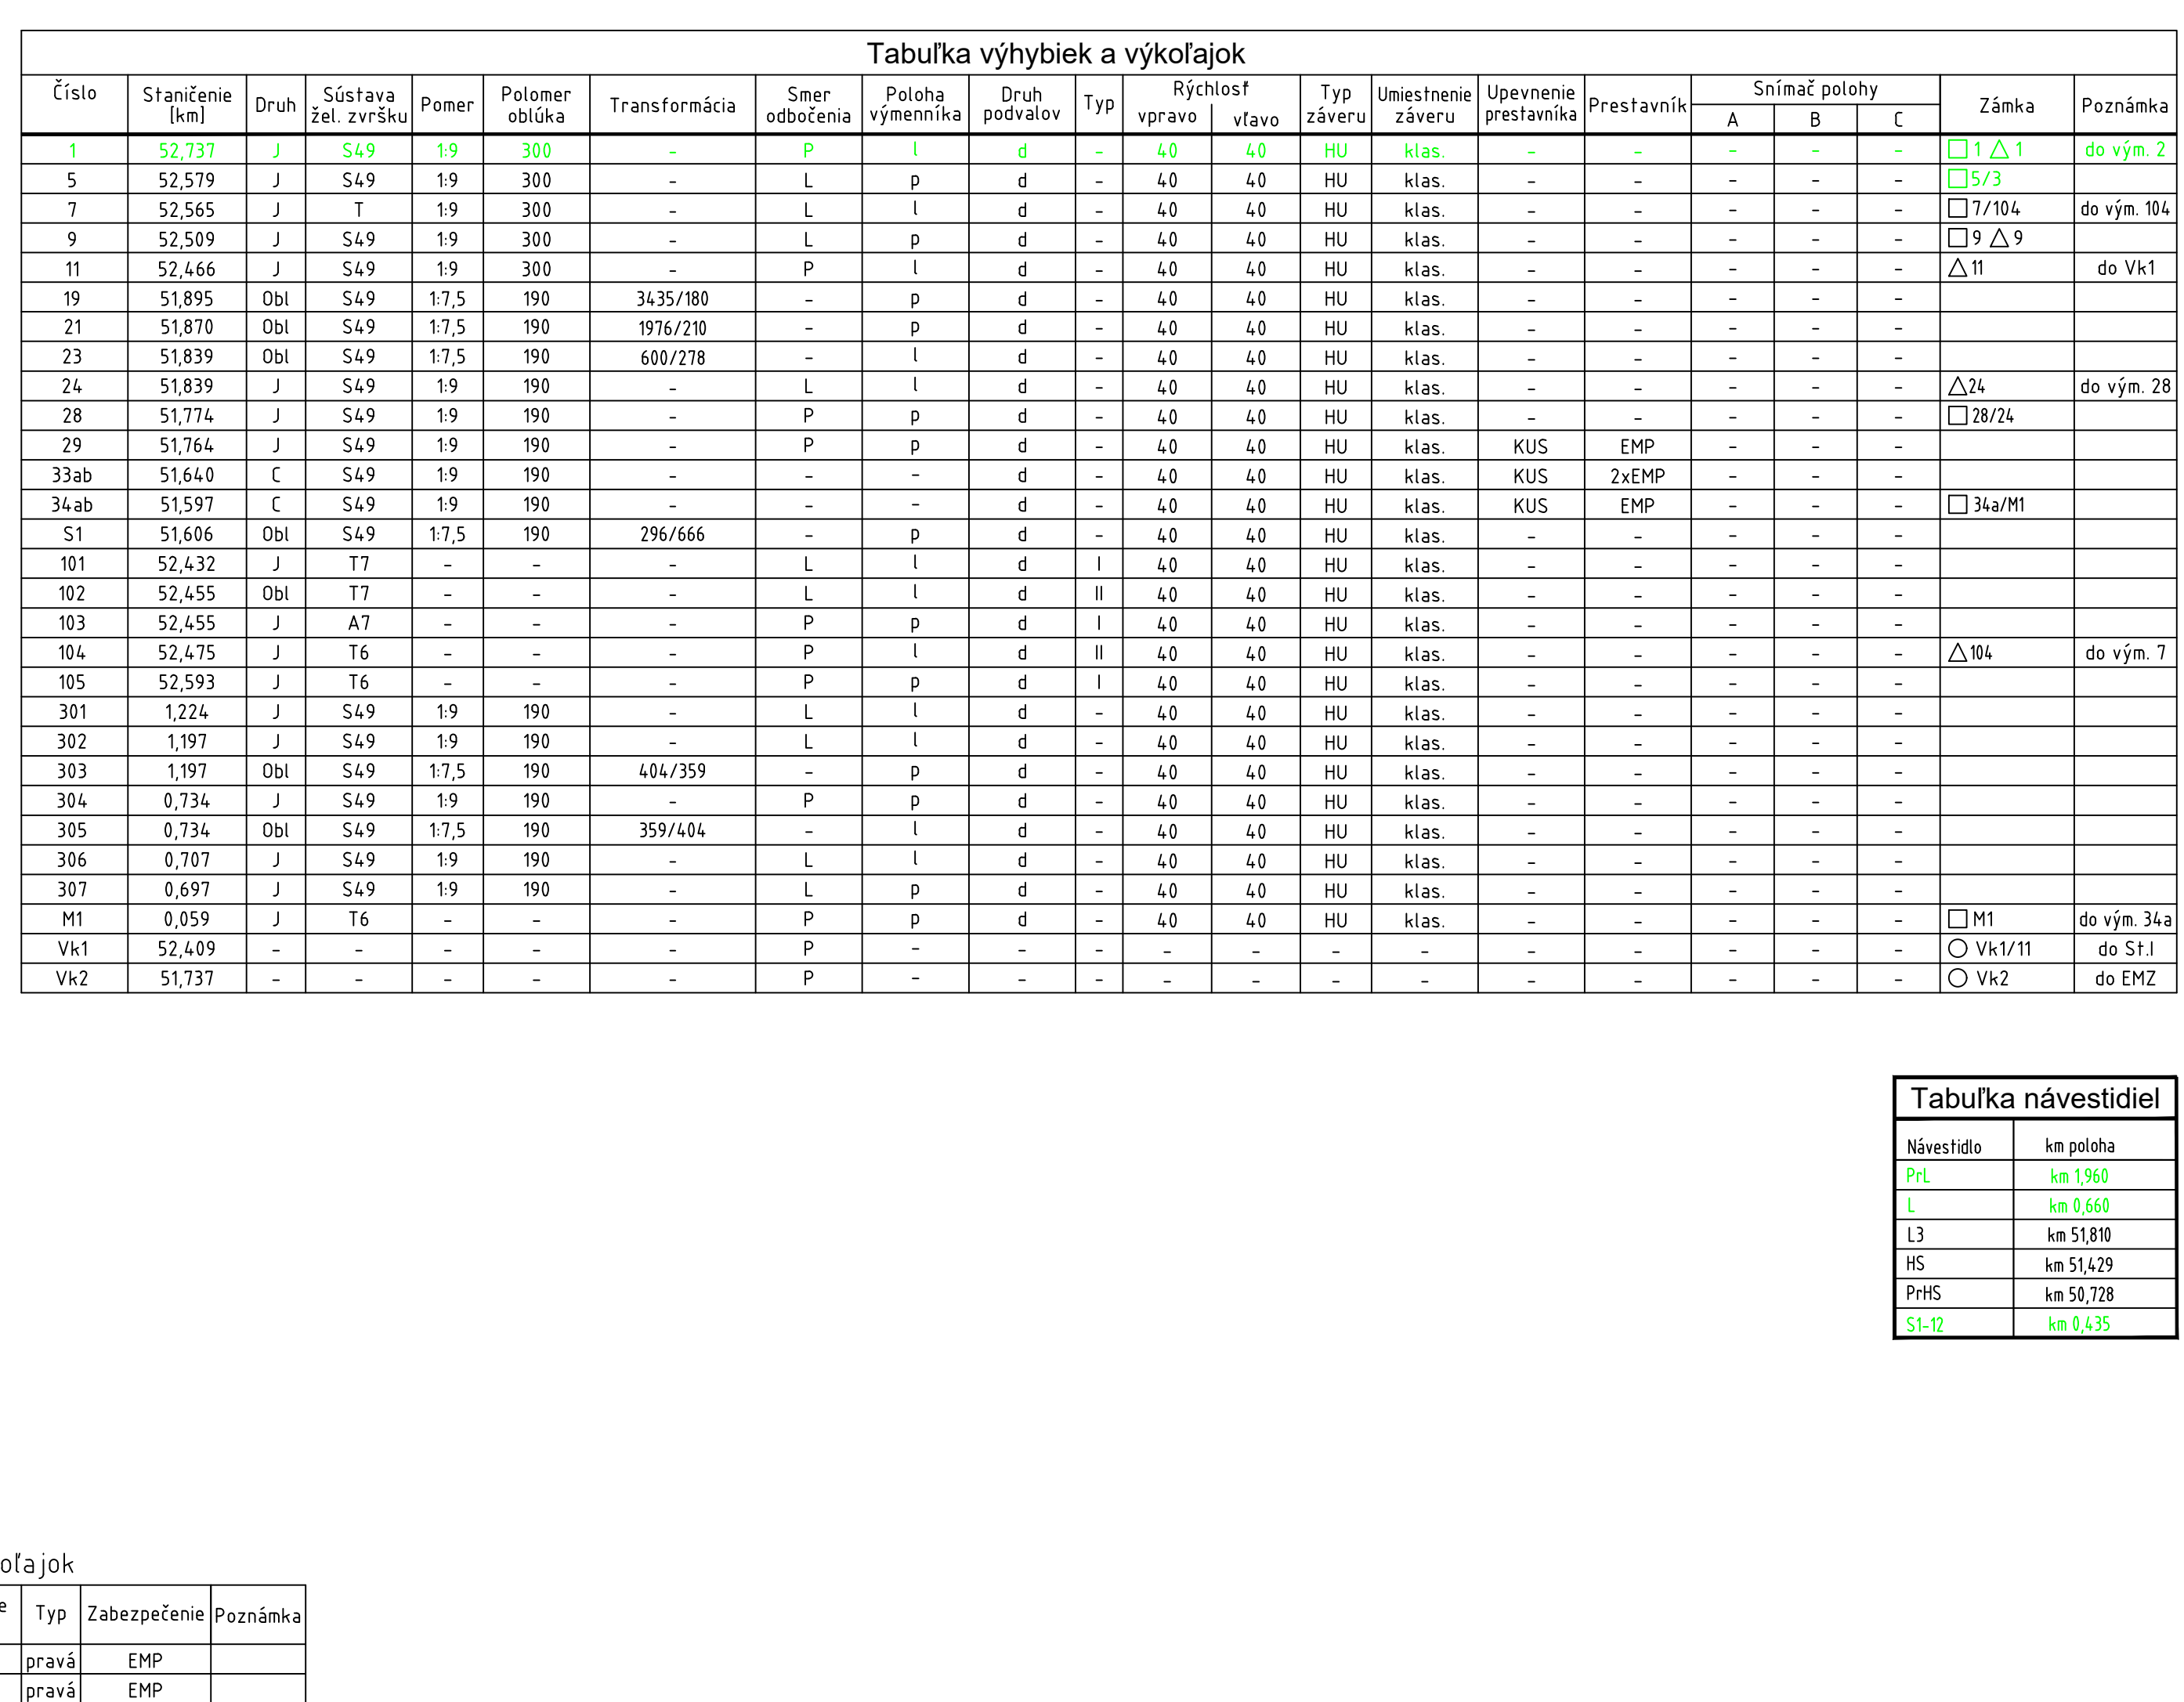 Tabuľka výhybiek a výkoľajok
Číslo Staničenie [km] Druh Sústava žel. zvršku Pomer Polomer oblúka Transformácia Smer odbočenia Poloha výmenníka Druh podvalov Typ Rýchlosť vpravo vľavo Typ záveru Umiestnenie záveru Upevnenie prestavníka Prestavník Snímač polohy A B C Zámka Poznámka
1 52,737 J S49 1:9 300 - P l d - 40 40 HU klas. - - - - - □ 1 △ 1 do vým. 2
5 52,579 J S49 1:9 300 - L p d - 40 40 HU klas. - - - - - □ 5/3
7 52,565 J T 1:9 300 - L l d - 40 40 HU klas. - - - - - □ 7/104 do vým. 104
9 52,509 J S49 1:9 300 - L p d - 40 40 HU klas. - - - - - □ 9 △ 9
11 52,466 J S49 1:9 300 - P l d - 40 40 HU klas. - - - - - △ 11 do Vk1
19 51,895 Obl S49 1:7,5 190 3435/180 - p d - 40 40 HU klas. - - - - -
21 51,870 Obl S49 1:7,5 190 1976/210 - p d - 40 40 HU klas. - - - - -
23 51,839 Obl S49 1:7,5 190 600/278 - l d - 40 40 HU klas. - - - - -
24 51,839 J S49 1:9 190 - L l d - 40 40 HU klas. - - - - - △ 24 do vým. 28
28 51,774 J S49 1:9 190 - P p d - 40 40 HU klas. - - - - - □ 28/24
29 51,764 J S49 1:9 190 - P p d - 40 40 HU klas. KUS EMP - - -
33ab 51,640 C S49 1:9 190 - - - d - 40 40 HU klas. KUS 2xEMP - - -
34ab 51,597 C S49 1:9 190 - - - d - 40 40 HU klas. KUS EMP - - - □ 34a/M1
S1 51,606 Obl S49 1:7,5 190 296/666 - p d - 40 40 HU klas. - - - - -
101 52,432 J T7 - - - L l d I 40 40 HU klas. - - - - -
102 52,455 Obl T7 - - - L l d II 40 40 HU klas. - - - - -
103 52,455 J A7 - - - P p d I 40 40 HU klas. - - - - -
104 52,475 J T6 - - - P l d II 40 40 HU klas. - - - - - △ 104 do vým. 7
105 52,593 J T6 - - - P p d I 40 40 HU klas. - - - - -
301 1,224 J S49 1:9 190 - L l d - 40 40 HU klas. - - - - -
302 1,197 J S49 1:9 190 - L l d - 40 40 HU klas. - - - - -
303 1,197 Obl S49 1:7,5 190 404/359 - p d - 40 40 HU klas. - - - - -
304 0,734 J S49 1:9 190 - P p d - 40 40 HU klas. - - - - -
305 0,734 Obl S49 1:7,5 190 359/404 - l d - 40 40 HU klas. - - - - -
306 0,707 J S49 1:9 190 - L l d - 40 40 HU klas. - - - - -
307 0,697 J S49 1:9 190 - L p d - 40 40 HU klas. - - - - -
M1 0,059 J T6 - - - P p d - 40 40 HU klas. - - - - - □ M1 do vým. 34a
Vk1 52,409 - - - - - P - - - - - - - - - - - - ○ Vk1/11 do St.I
Vk2 51,737 - - - - - P - - - - - - - - - - - - ○ Vk2 do EMZ
Tabuľka návestidiel
Návestidlo km poloha
PrL km 1,960
L km 0,660
L3 km 51,810
HS km 51,429
PrHS km 50,728
S1-12 km 0,435
oľajok
e Typ Zabezpečenie Poznámka
pravá EMP
pravá EMP